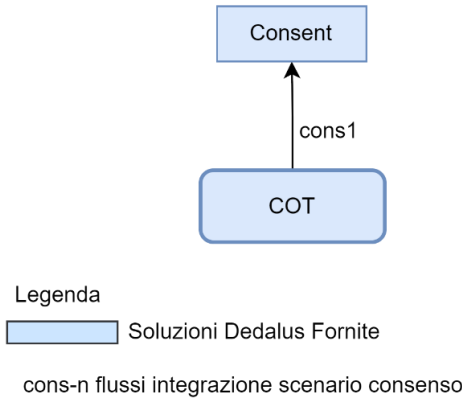 Consent
cons1
COT
Legenda
Soluzioni Dedalus Fornite
cons-n flussi integrazione scenario consenso